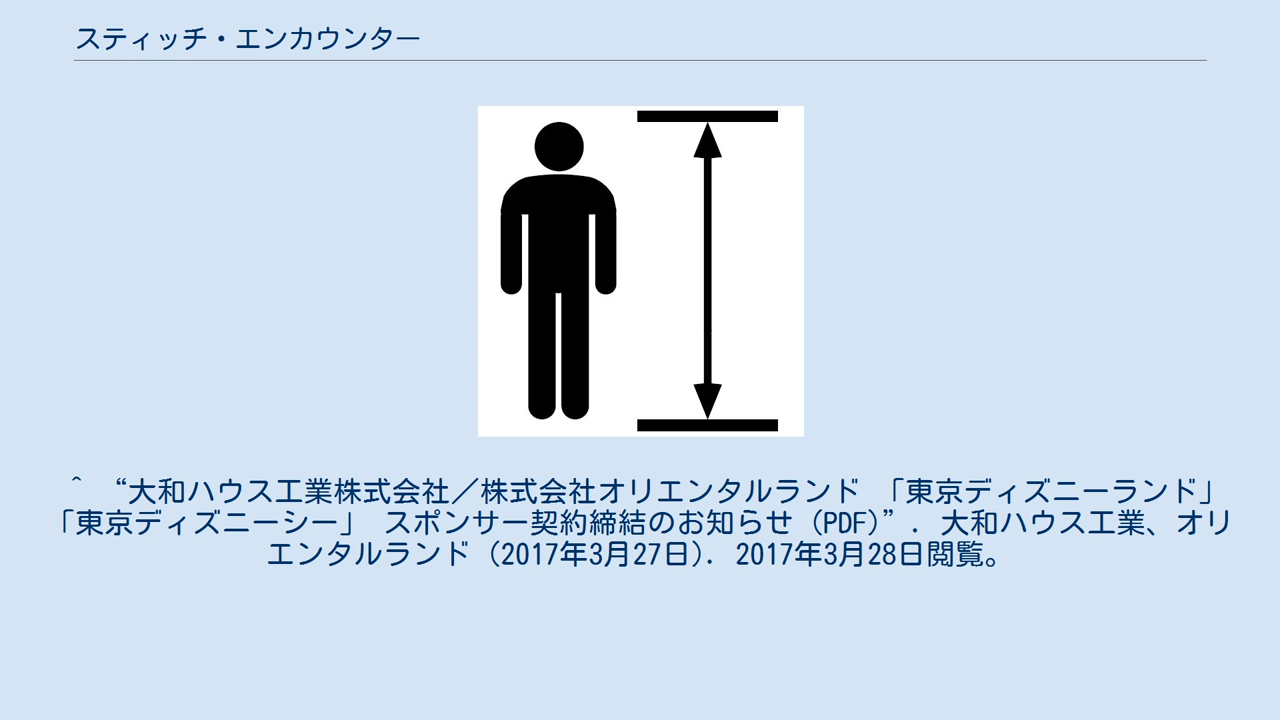 スティッチ・エンカウンター
^ “大和ハウス工業株式会社／株式会社オリエンタルランド 「東京ディズニーランド」
「東京ディズニーシー」 スポンサー契約締結のお知らせ (PDF)”. 大和ハウス工業、オリ
エンタルランド (2017年3月27日). 2017年3月28日閲覧。